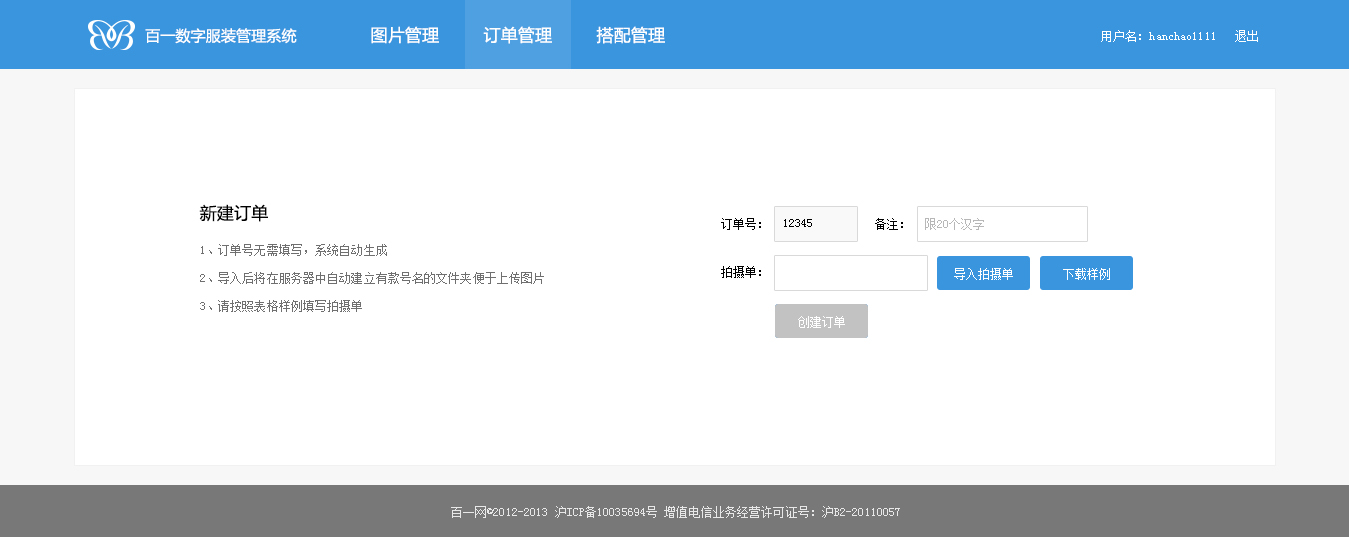 百一数字服装管理系统 图片管理 订单管理 搭配管理 用户名：hanchao1111 退出
新建订单
1、订单号无需填写，系统自动生成
2、导入后将在服务器中自动建立有款号名的文件夹便于上传图片
3、请按照表格样例填写拍摄单
订单号： 12345 备注： 限20个汉字
拍摄单： 导入拍摄单 下载样例
创建订单
百一网©2012-2013 沪ICP备10035694号 增值电信业务经营许可证号：沪B2-20110057